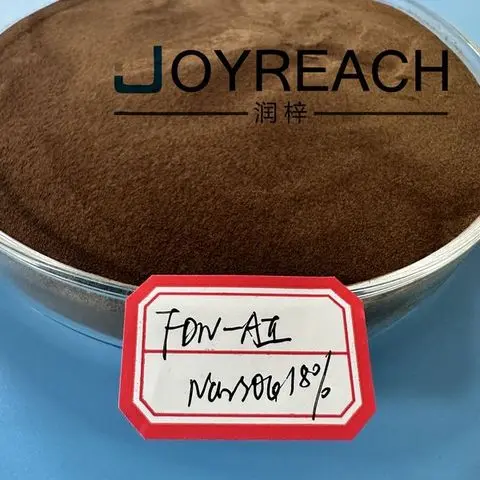 JOYREACH
润梓
FDN-AII
Na2SO4 18%